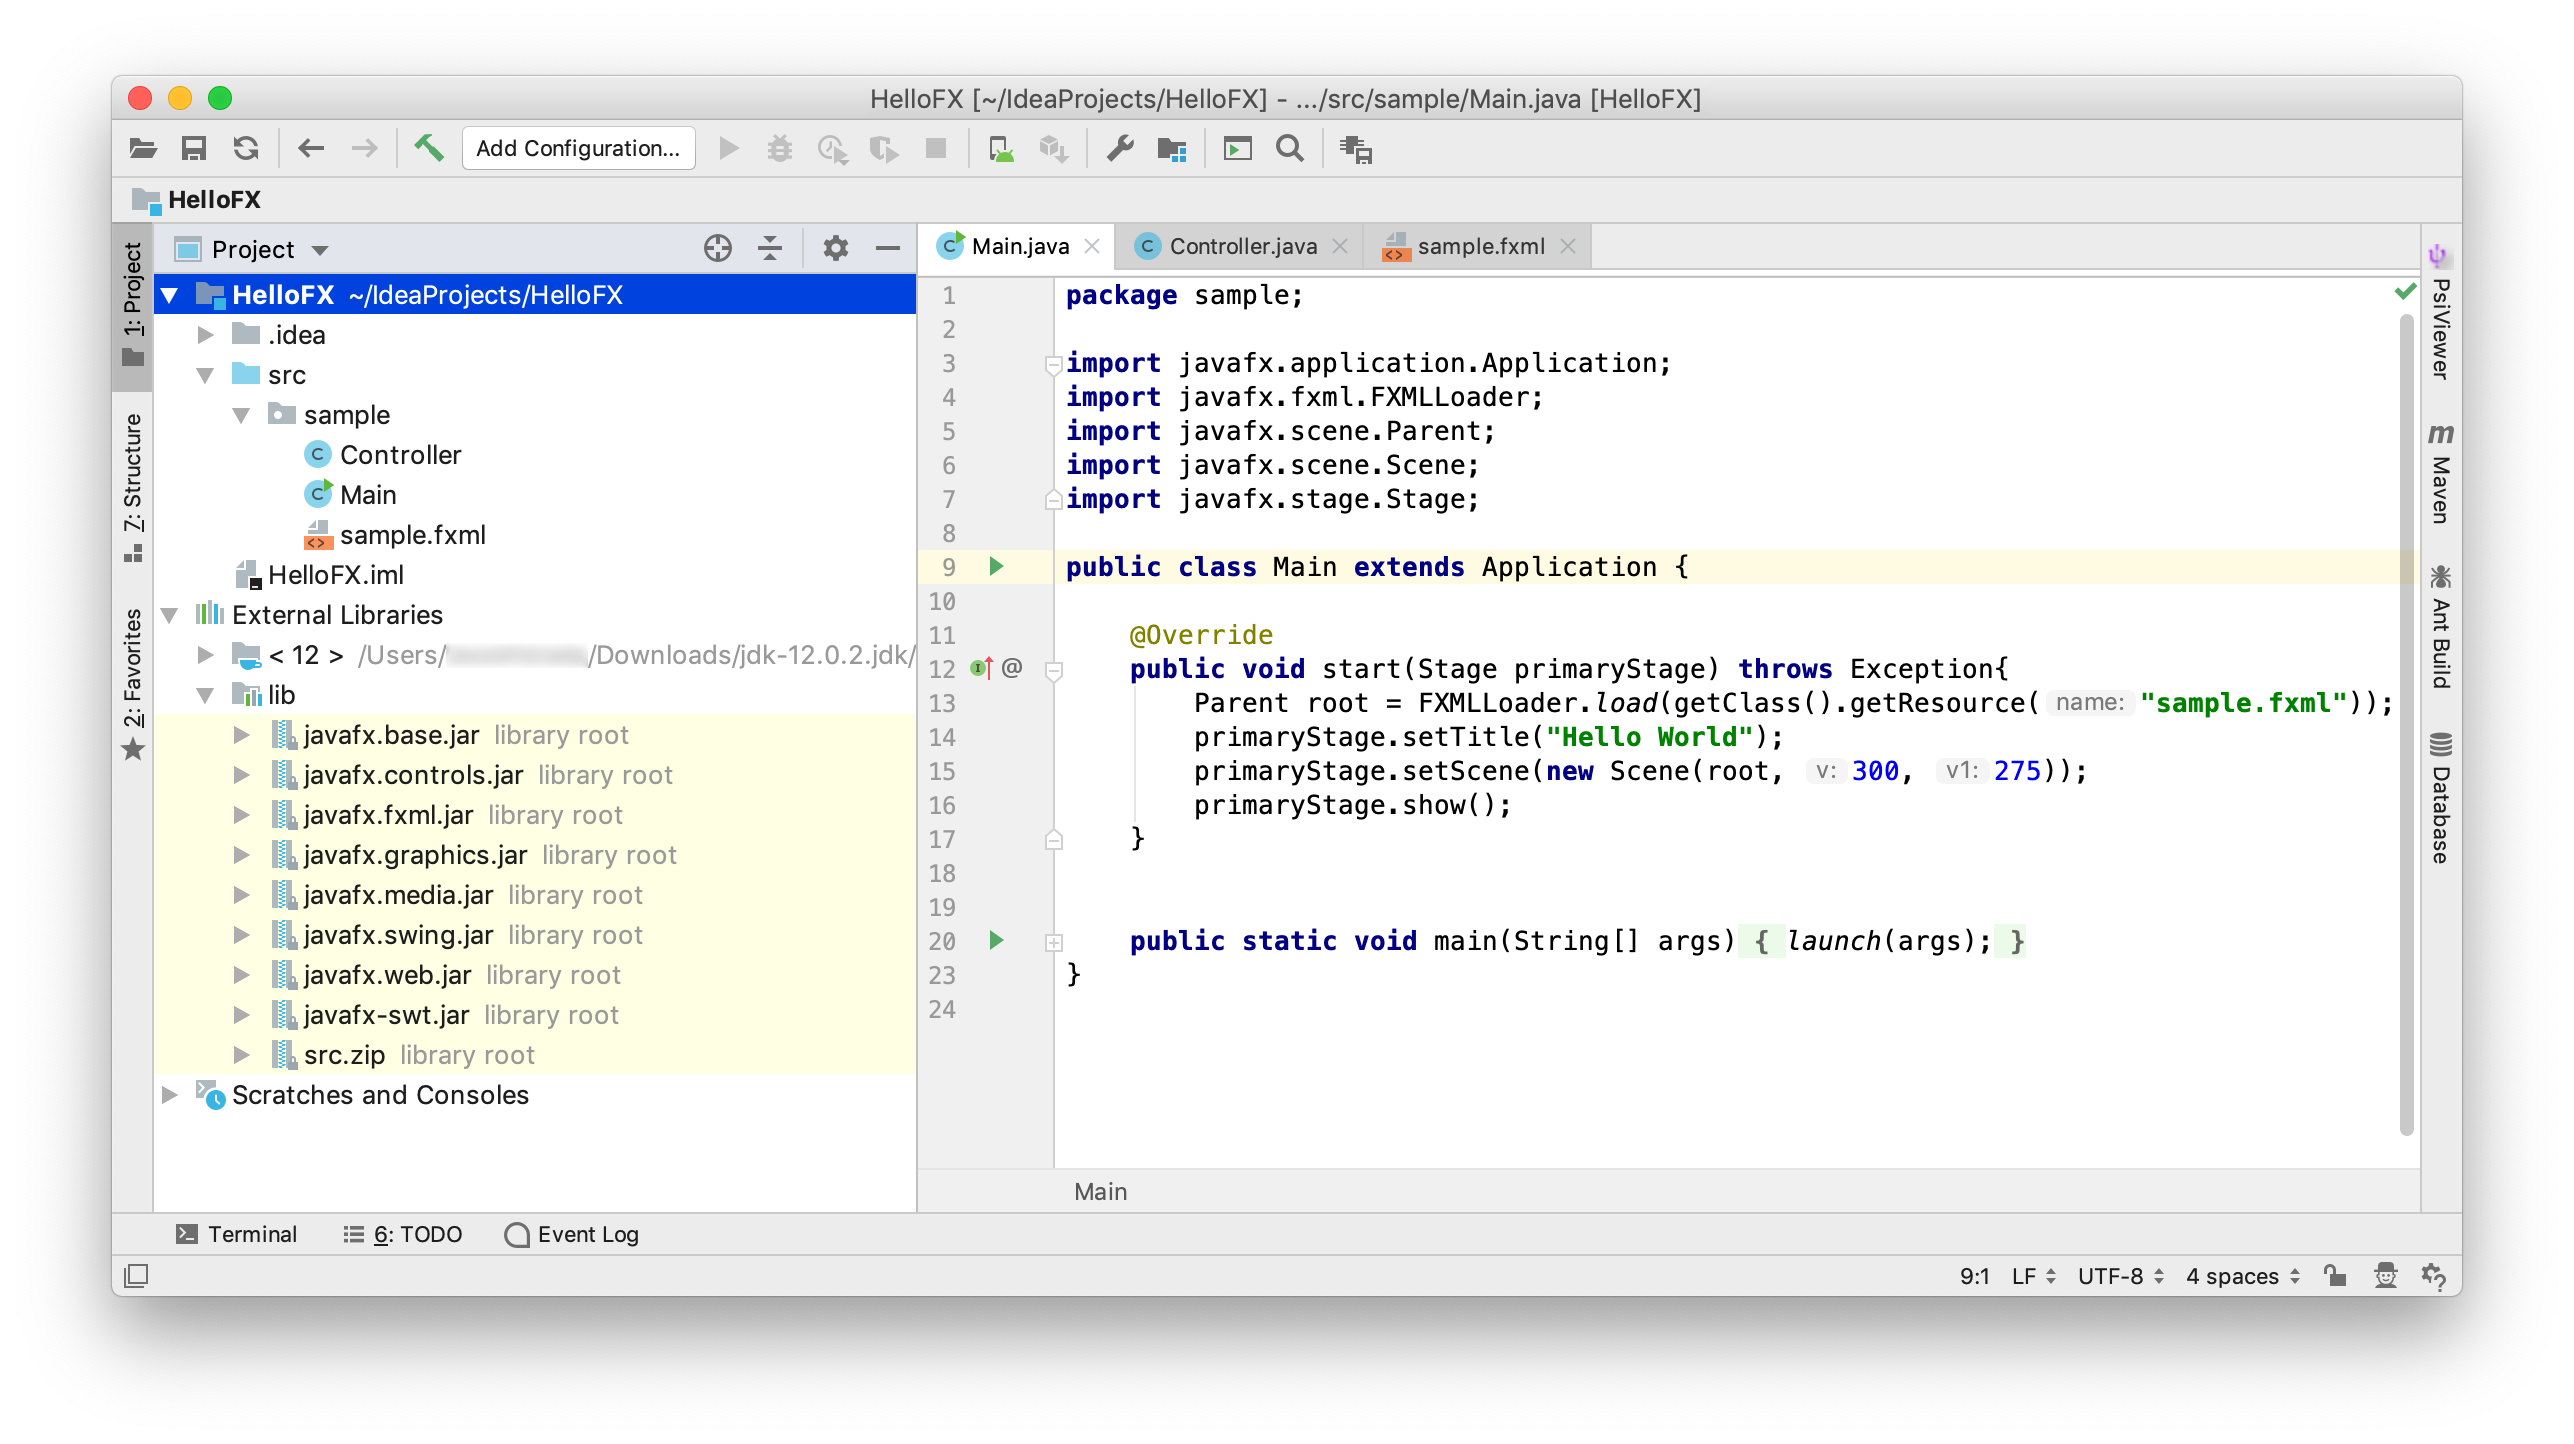 HelloFX [~/IdeaProjects/HelloFX] - .../src/sample/Main.java [HelloFX]
Add Configuration...
HelloFX
1: Project
7: Structure
2: Favorites
Project
HelloFX ~/IdeaProjects/HelloFX
.idea
src
sample
Controller
Main
sample.fxml
HelloFX.iml
External Libraries
< 12 > /Users/ /Downloads/jdk-12.0.2.jdk/
lib
javafx.base.jar library root
javafx.controls.jar library root
javafx.fxml.jar library root
javafx.graphics.jar library root
javafx.media.jar library root
javafx.swing.jar library root
javafx.web.jar library root
javafx-swt.jar library root
src.zip library root
Scratches and Consoles
Main.java Controller.java sample.fxml
1 package sample;
2
3 import javafx.application.Application;
4 import javafx.fxml.FXMLLoader;
5 import javafx.scene.Parent;
6 import javafx.scene.Scene;
7 import javafx.stage.Stage;
8
9 public class Main extends Application {
10
11 @Override
12 @ public void start(Stage primaryStage) throws Exception{
13 Parent root = FXMLLoader.load(getClass().getResource( name: "sample.fxml"));
14 primaryStage.setTitle("Hello World");
15 primaryStage.setScene(new Scene(root, v: 300, v1: 275));
16 primaryStage.show();
17 }
18
19
20 public static void main(String[] args) { launch(args); }
23 }
24
Main
PsiViewer
m Maven
Ant Build
Database
Terminal 6: TODO Event Log
9:1 LF UTF-8 4 spaces